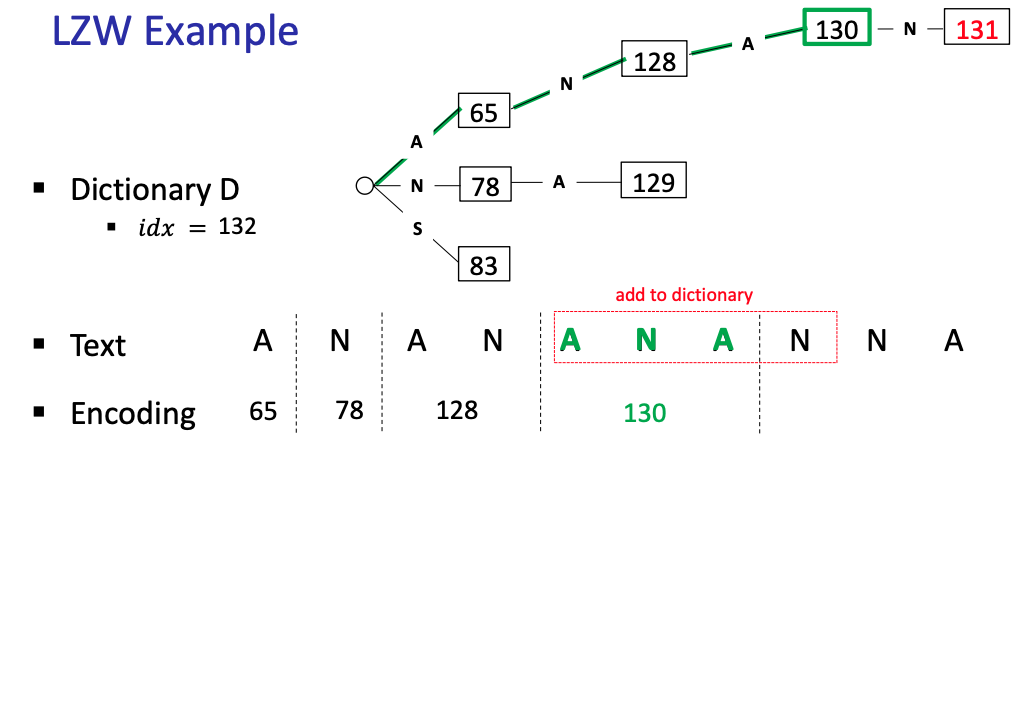 LZW Example
130 N 131
A
128
N
65
A
▪ Dictionary D
N 78 A 129
▪ idx = 132
S
83
add to dictionary
▪ Text A N A N A N A N N A
▪ Encoding 65 78 128 130